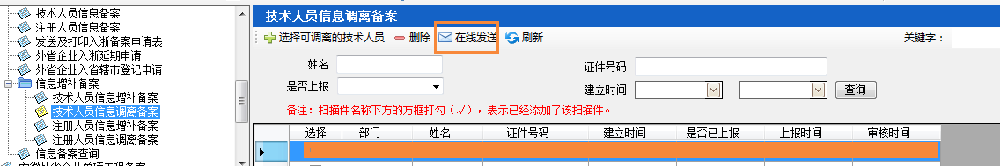 技术人员信息备案
注册人员信息备案
发送及打印入浙备案申请表
外省企业入浙延期申请
外省企业入省辖市登记申请
信息增补备案
技术人员信息增补备案
技术人员信息调离备案
注册人员信息增补备案
注册人员信息调离备案
信息备案查询
技术人员信息调离备案
选择可调离的技术人员 删除 在线发送 刷新 关键字：
姓名 证件号码
是否上报 建立时间 - 查询
备注：扫描件名称下方的方框打勾（√），表示已经添加了该扫描件。
选择 部门 姓名 证件号码 建立时间 是否已上报 上报时间 审核时间